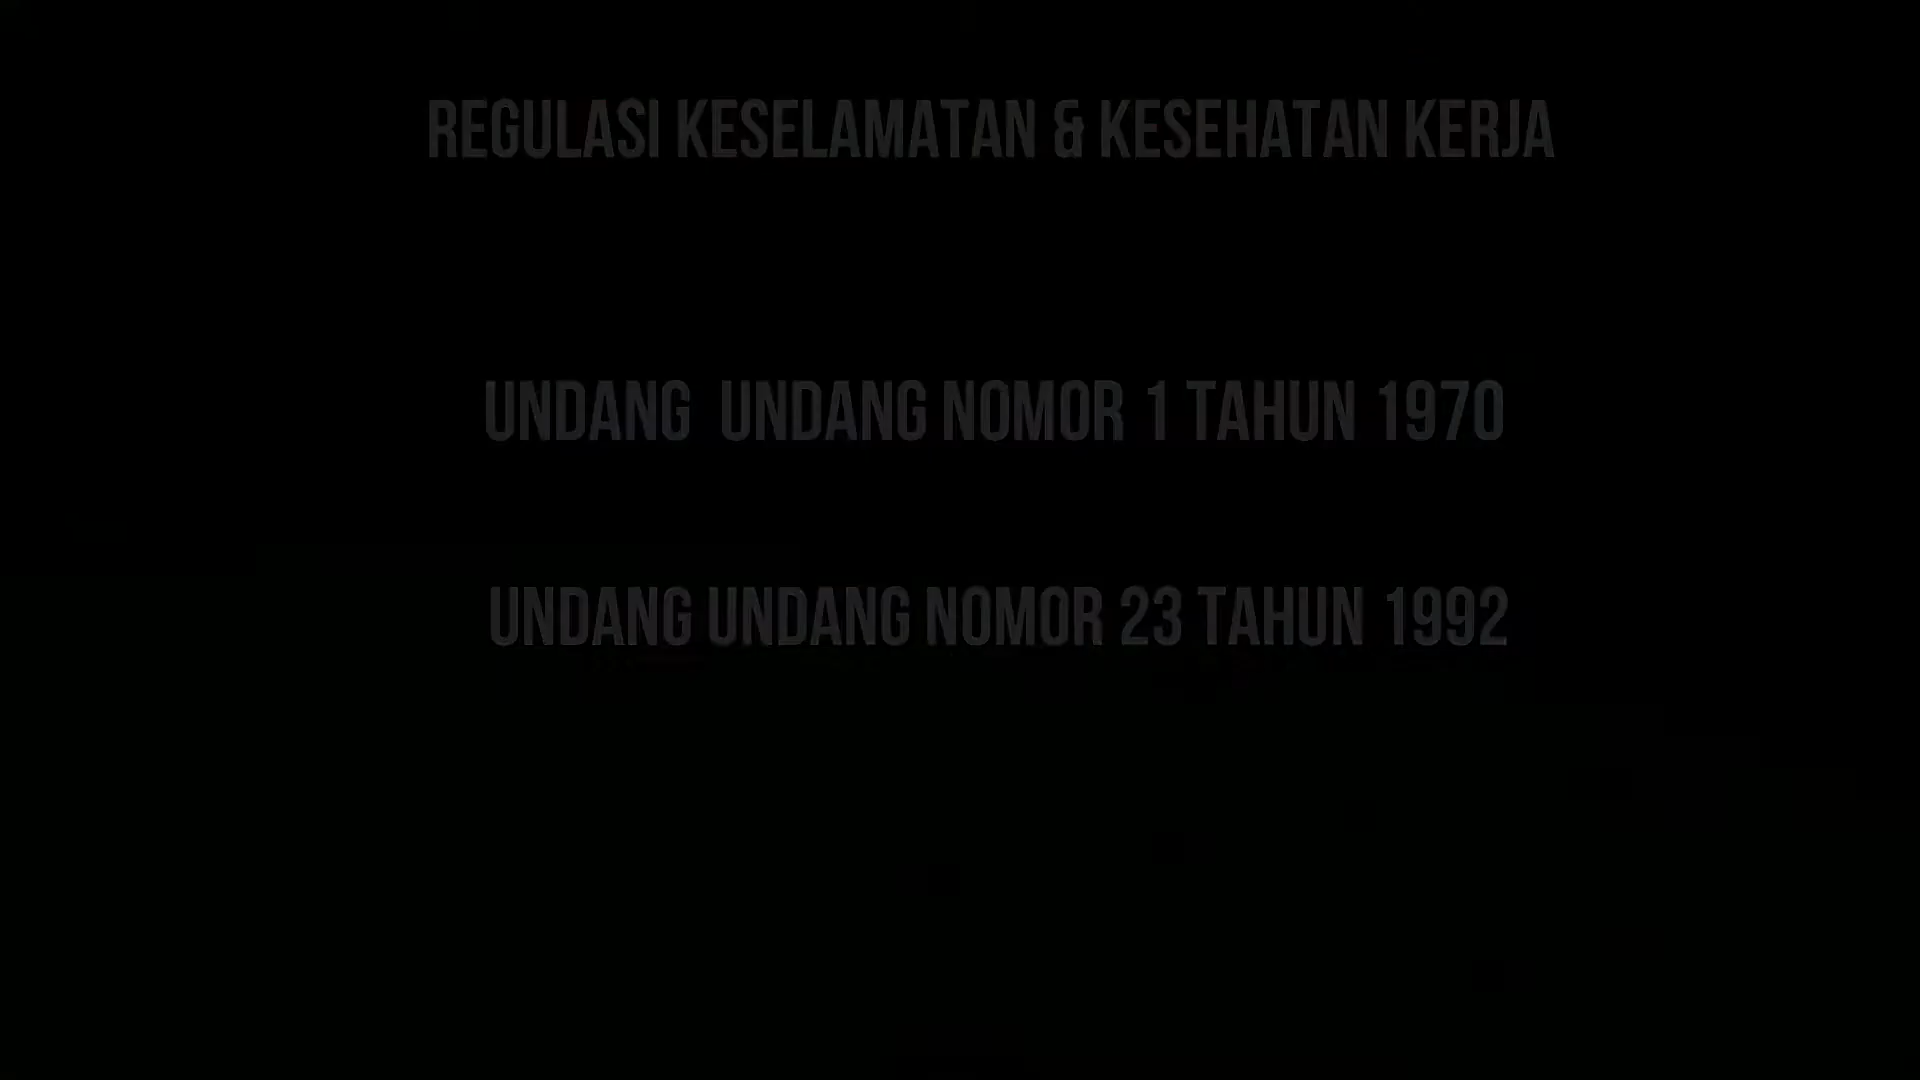 REGULASI KESELAMATAN & KESEHATAN KERJA
UNDANG  UNDANG NOMOR 1 TAHUN 1970
UNDANG UNDANG NOMOR 23 TAHUN 1992